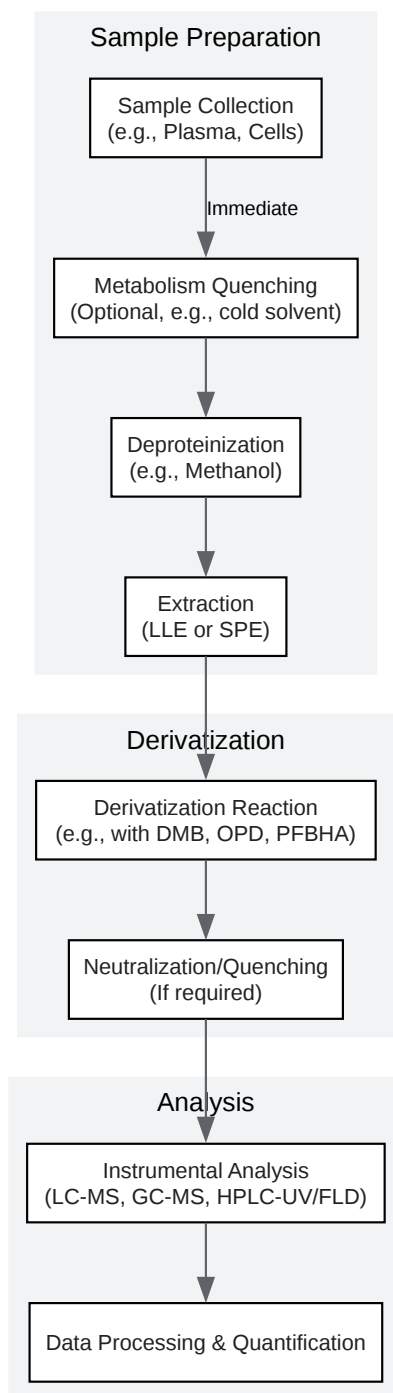 Sample Preparation
Sample Collection
(e.g., Plasma, Cells)
Immediate
Metabolism Quenching
(Optional, e.g., cold solvent)
Deproteinization
(e.g., Methanol)
Extraction
(LLE or SPE)
Derivatization
Derivatization Reaction
(e.g., with DMB, OPD, PFBHA)
Neutralization/Quenching
(If required)
Analysis
Instrumental Analysis
(LC-MS, GC-MS, HPLC-UV/FLD)
Data Processing & Quantification